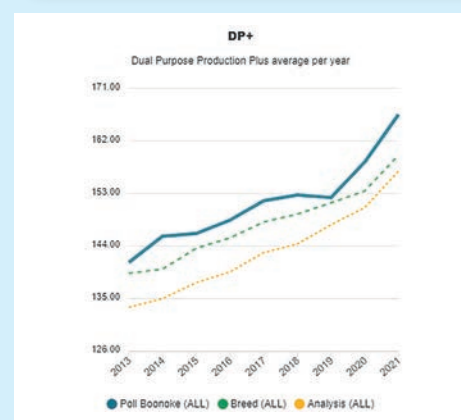 DP+
Dual Purpose Production Plus average per year
171.00
162.00
153.00
144.00
135.00
126.00
2013 2014 2015 2016 2017 2018 2019 2020 2021
Poll Boonoke (ALL) Breed (ALL) Analysis (ALL)